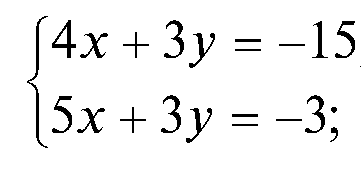 4x + 3y = −15
5x + 3y = −3;